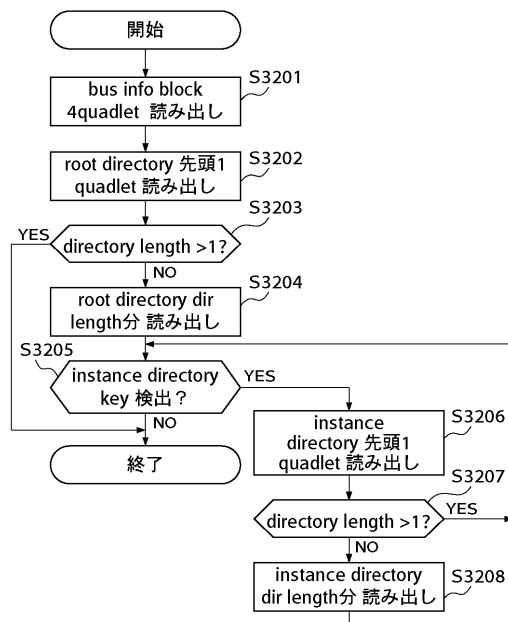 開始
S3201
bus info block
4quadlet 読み出し
S3202
root directory 先頭1
quadlet 読み出し
S3203
YES
directory length >1?
NO
S3204
root directory dir
length分 読み出し
S3205
instance directory
key 検出？
YES
NO
終了
S3206
instance
directory 先頭1
quadlet 読み出し
S3207
directory length >1?
YES
NO
S3208
instance directory
dir length分 読み出し